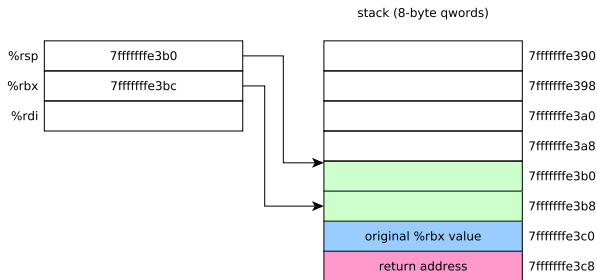 stack (8-byte qwords)
%rsp 7fffffffe3b0 7fffffffe390
%rbx 7fffffffe3bc 7fffffffe398
%rdi 7fffffffe3a0
7fffffffe3a8
7fffffffe3b0
7fffffffe3b8
original %rbx value 7fffffffe3c0
return address 7fffffffe3c8